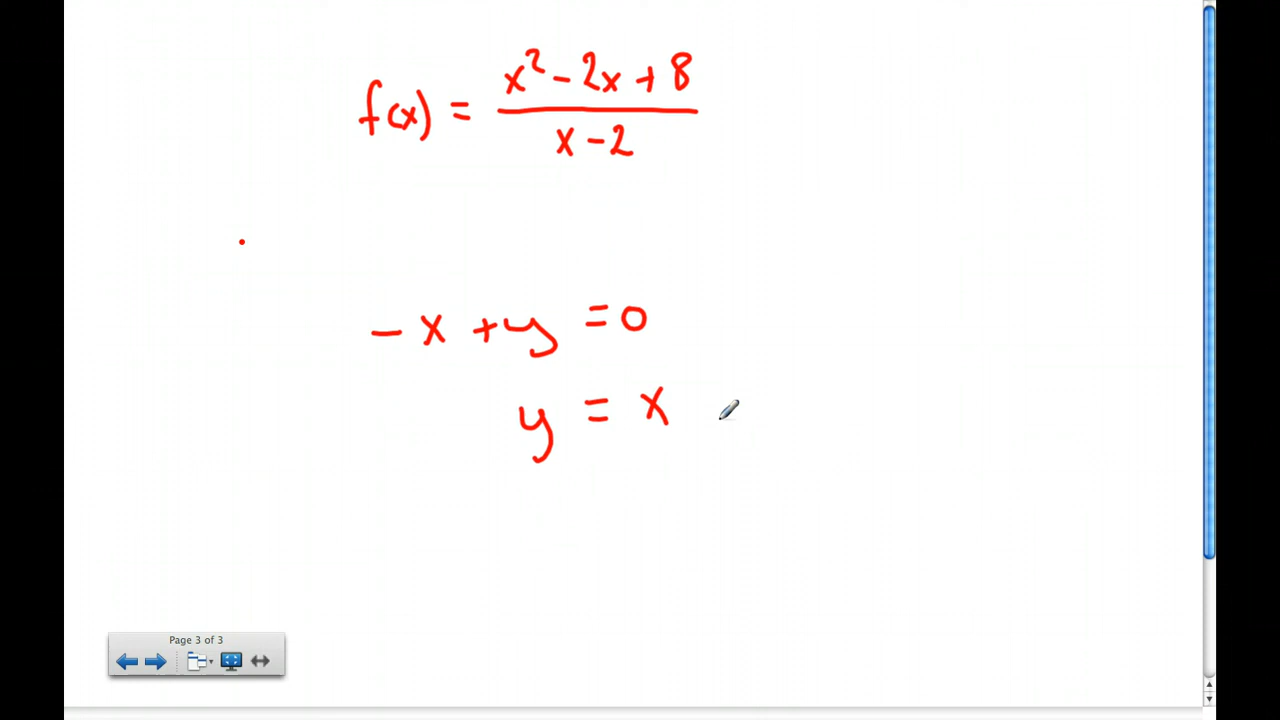 f(x) = x² - 2x + 8
x - 2
- x + y = 0
y = x
Page 3 of 3